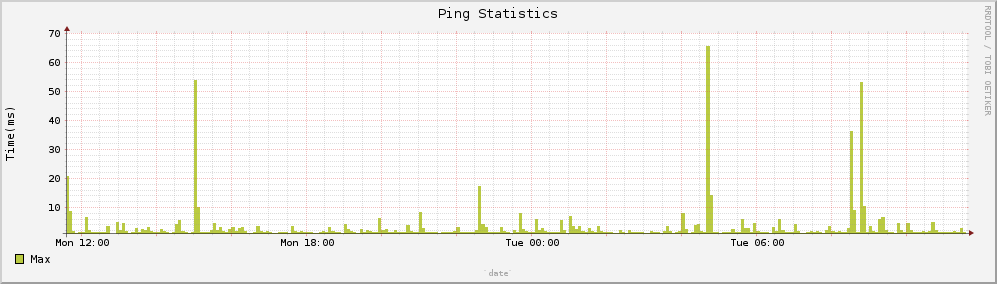 Ping Statistics
RRDTOOL / TOBI OETIKER
Time(ms)
70
60
50
40
30
20
10
Mon 12:00 Mon 18:00 Tue 00:00 Tue 06:00
Max
`date`